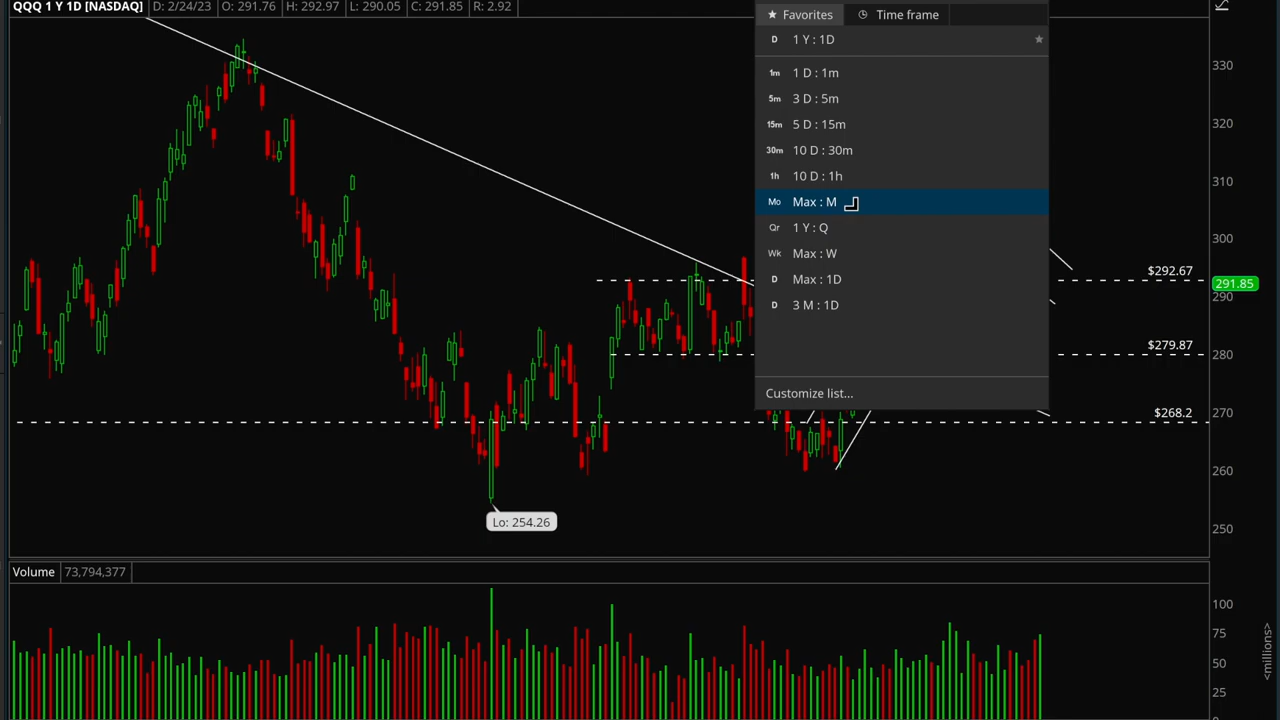 QQQ 1 Y 1D [NASDAQ] D: 2/24/23 O: 291.76 H: 292.97 L: 290.05 C: 291.85 R: 2.92
Favorites Time frame
D 1 Y : 1D
1m 1 D : 1m
5m 3 D : 5m
15m 5 D : 15m
30m 10 D : 30m
1h 10 D : 1h
Mo Max : M
Qr 1 Y : Q
Wk Max : W
D Max : 1D
D 3 M : 1D
Customize list...
330
320
310
300
$292.67
291.85
290
$279.87
280
$268.2
270
260
Lo: 254.26
250
Volume 73,794,377
100
75
50
25
<millions>